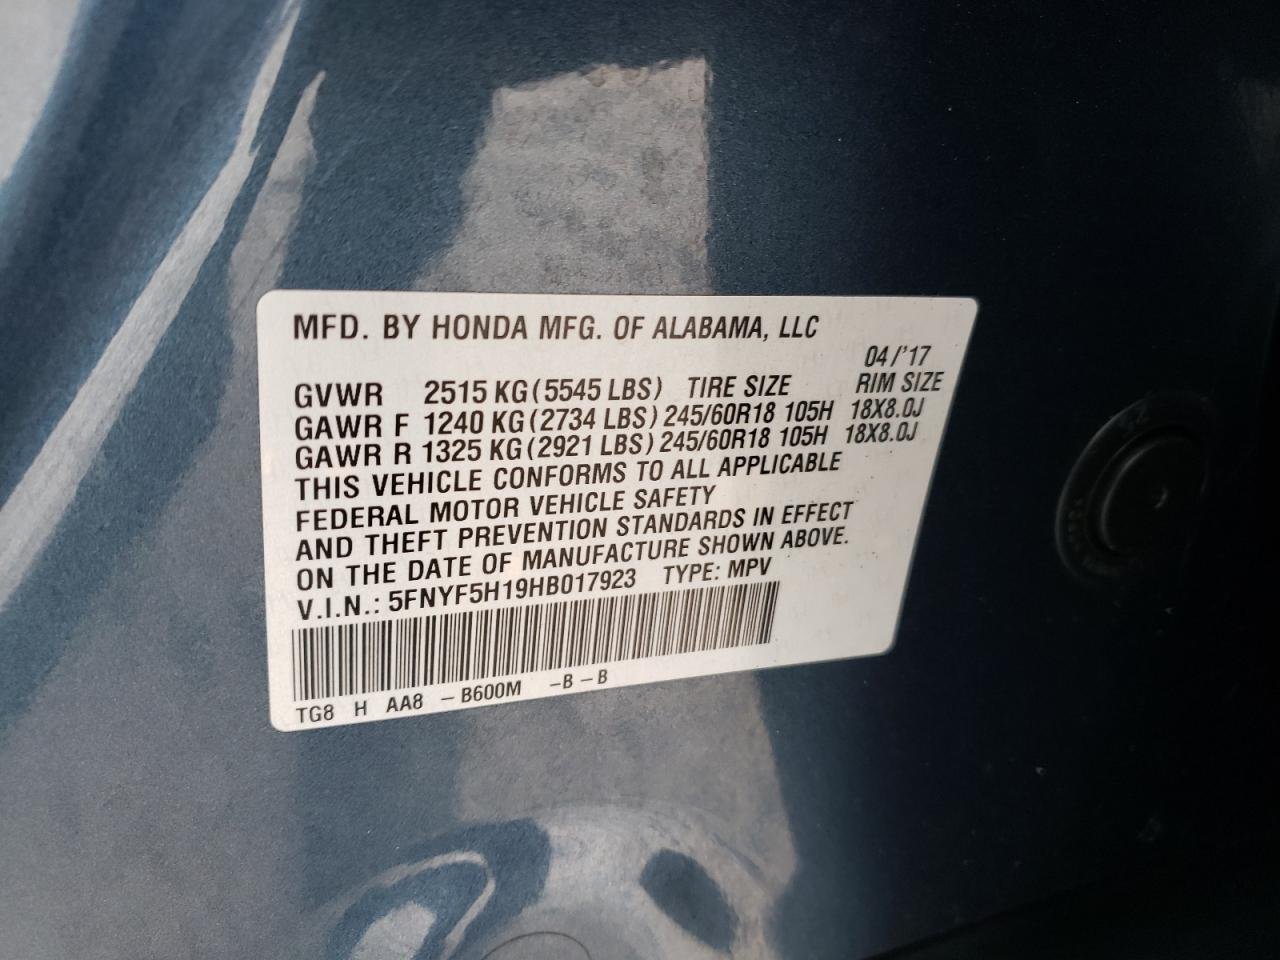 MFD. BY HONDA MFG. OF ALABAMA, LLC
04/'17
GVWR 2515 KG(5545 LBS) TIRE SIZE RIM SIZE
GAWR F 1240 KG(2734 LBS) 245/60R18 105H 18X8.0J
GAWR R 1325 KG(2921 LBS) 245/60R18 105H 18X8.0J
THIS VEHICLE CONFORMS TO ALL APPLICABLE
FEDERAL MOTOR VEHICLE SAFETY
AND THEFT PREVENTION STANDARDS IN EFFECT
ON THE DATE OF MANUFACTURE SHOWN ABOVE.
V.I.N.: 5FNYF5H19HB017923 TYPE: MPV
TG8 H AA8 -B600M -B-B